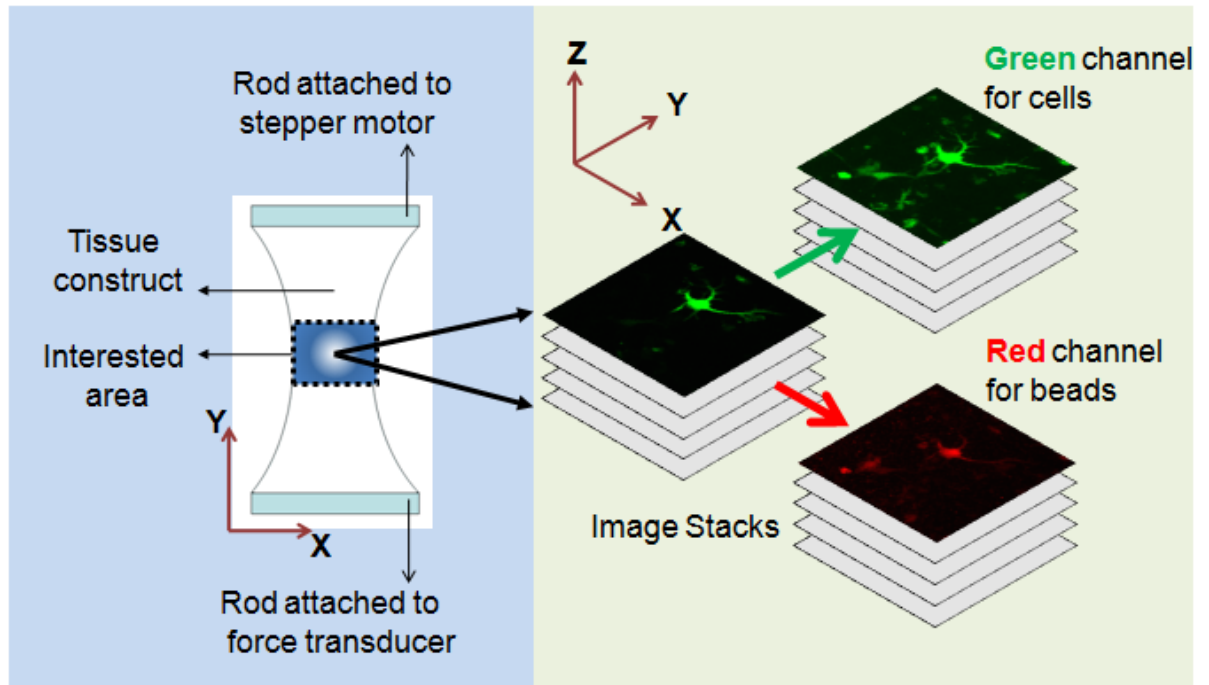 Rod attached to
stepper motor
Tissue
construct
Interested
area
Y
X
Rod attached to
force transducer
Z
Y
X
Green channel
for cells
Red channel
for beads
Image Stacks